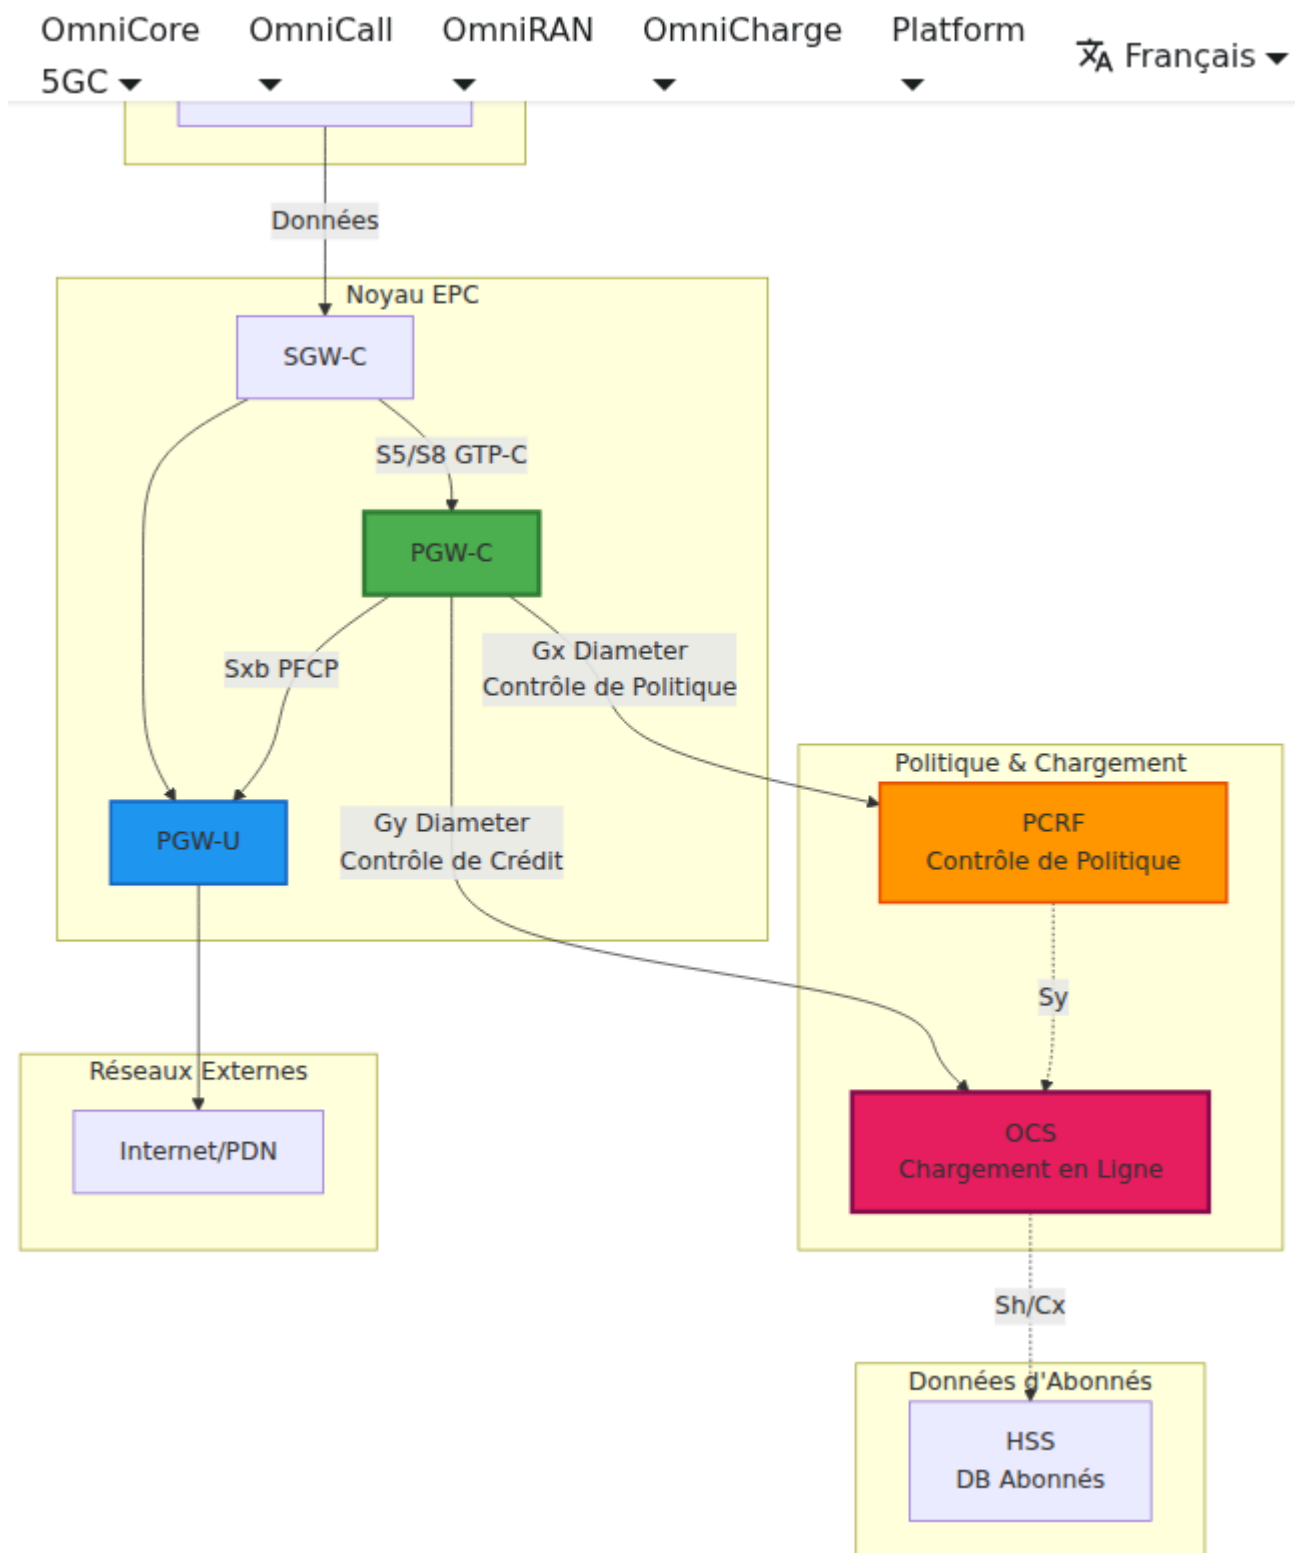 OmniCore
5GC
OmniCall
OmniRAN
OmniCharge
Platform
Français
Données
Noyau EPC
SGW-C
S5/S8 GTP-C
PGW-C
Gx Diameter
Contrôle de Politique
Sxb PFCP
Politique & Chargement
PCRF
Contrôle de Politique
PGW-U
Gy Diameter
Contrôle de Crédit
Sy
Réseaux Externes
Internet/PDN
OCS
Chargement en Ligne
Sh/Cx
Données d'Abonnés
HSS
DB Abonnés